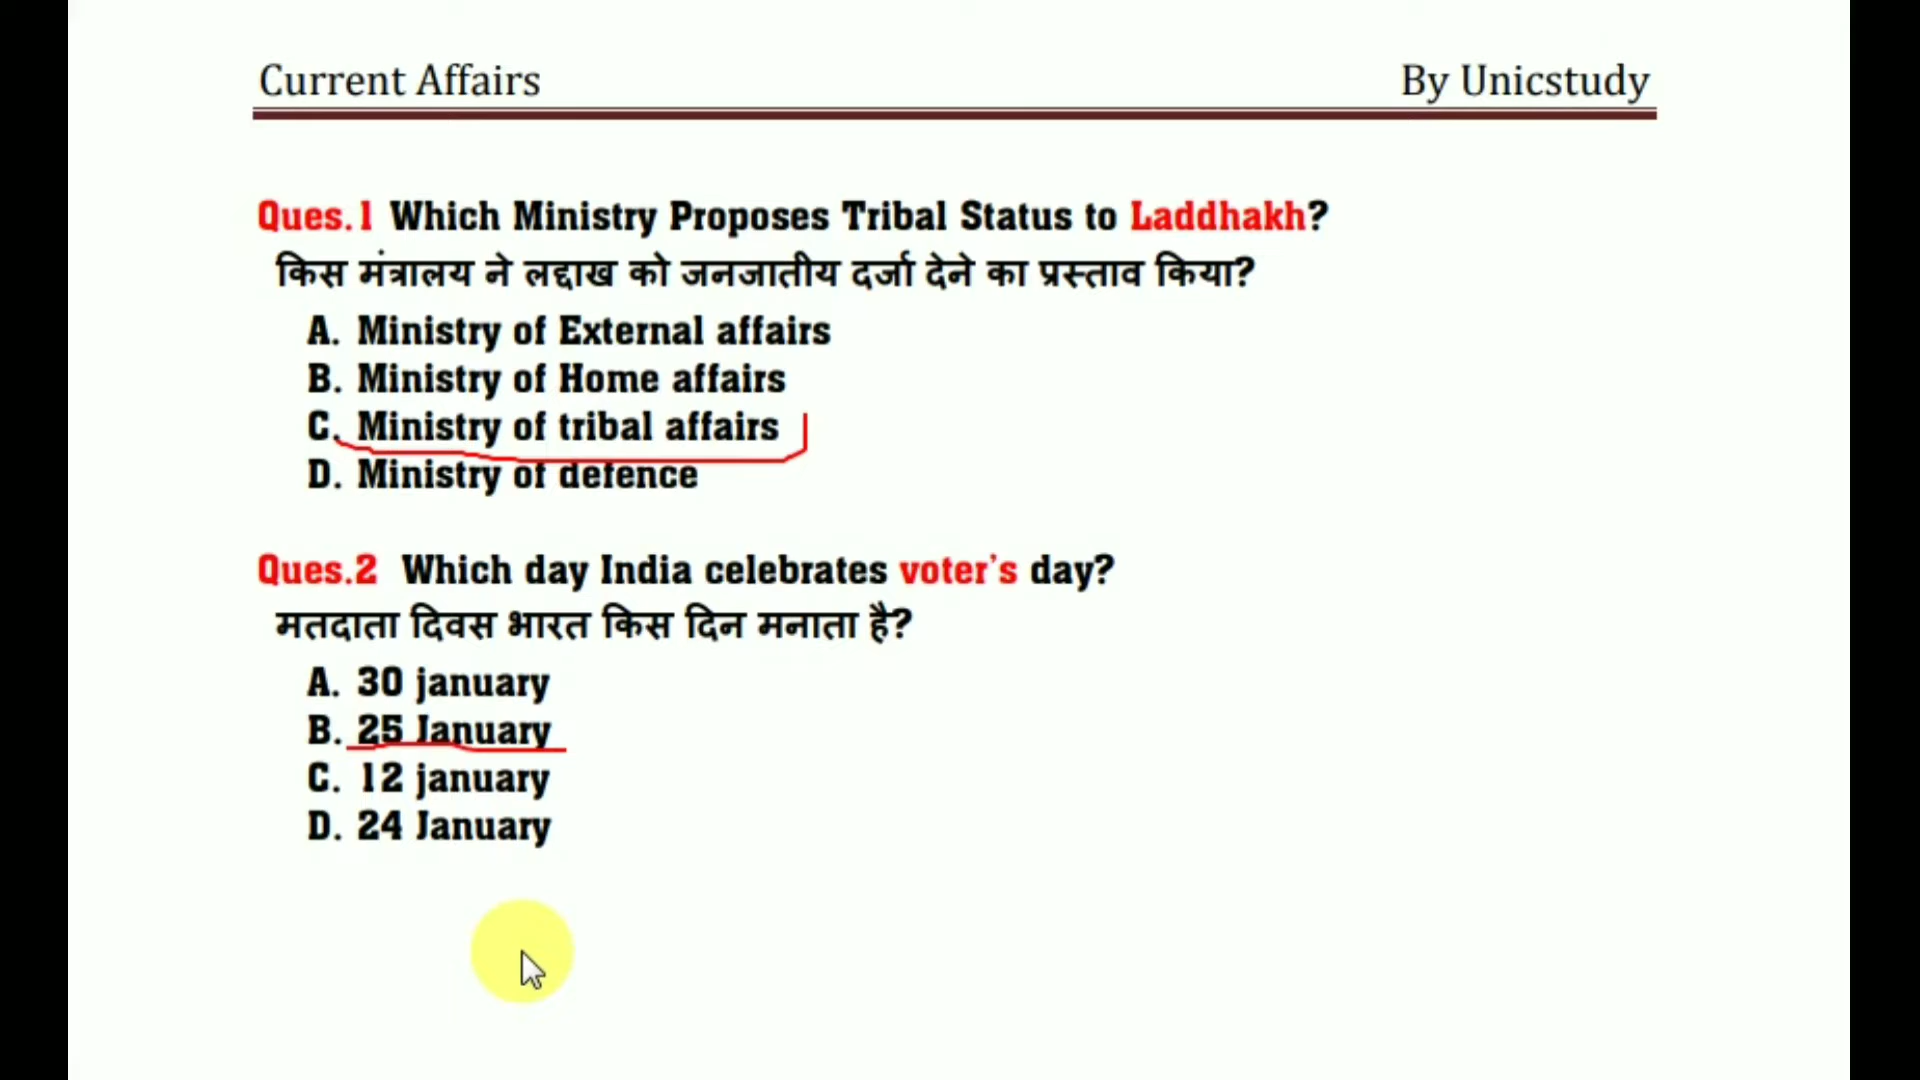 Current Affairs By Unicstudy
Ques.1 Which Ministry Proposes Tribal Status to Laddhakh?
किस मंत्रालय ने लद्दाख को जनजातीय दर्जा देने का प्रस्ताव किया?
A. Ministry of External affairs
B. Ministry of Home affairs
C. Ministry of tribal affairs
D. Ministry of defence
Ques.2 Which day India celebrates voter's day?
मतदाता दिवस भारत किस दिन मनाता है?
A. 30 january
B. 25 January
C. 12 january
D. 24 January